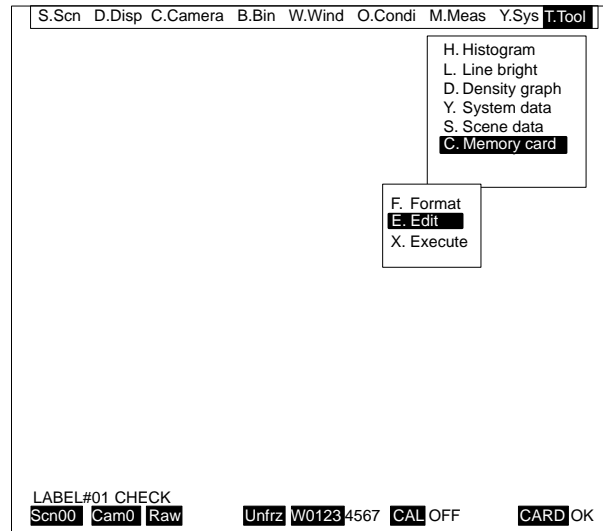 S.Scn D.Disp C.Camera B.Bin W.Wind O.Condi M.Meas Y.Sys T.Tool
H. Histogram
L. Line bright
D. Density graph
Y. System data
S. Scene data
C. Memory card
F. Format
E. Edit
X. Execute
LABEL#01 CHECK
Scn00 Cam0 Raw Unfrz W01234567 CAL OFF CARD OK